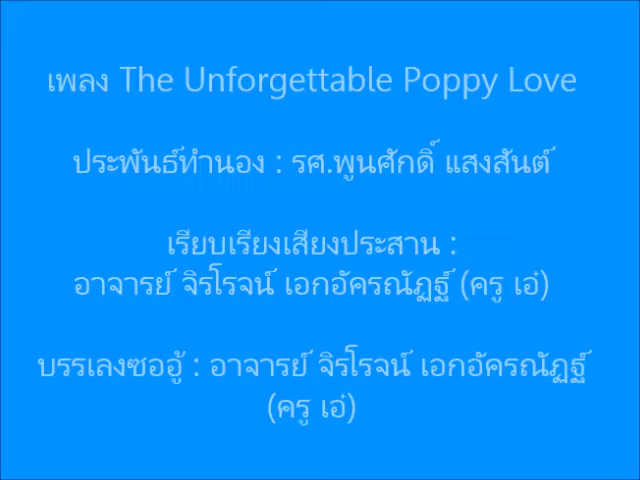 เพลง The Unforgettable Poppy Love
ประพันธ์ทำนอง : รศ.พูนศักดิ์ แสงสันต์
เรียบเรียงเสียงประสาน :
อาจารย์ จิรโรจน์ เอกอัครณัฏฐ์ (ครู เอ๋)
บรรเลงซออู้ : อาจารย์ จิรโรจน์ เอกอัครณัฏฐ์
(ครู เอ๋)